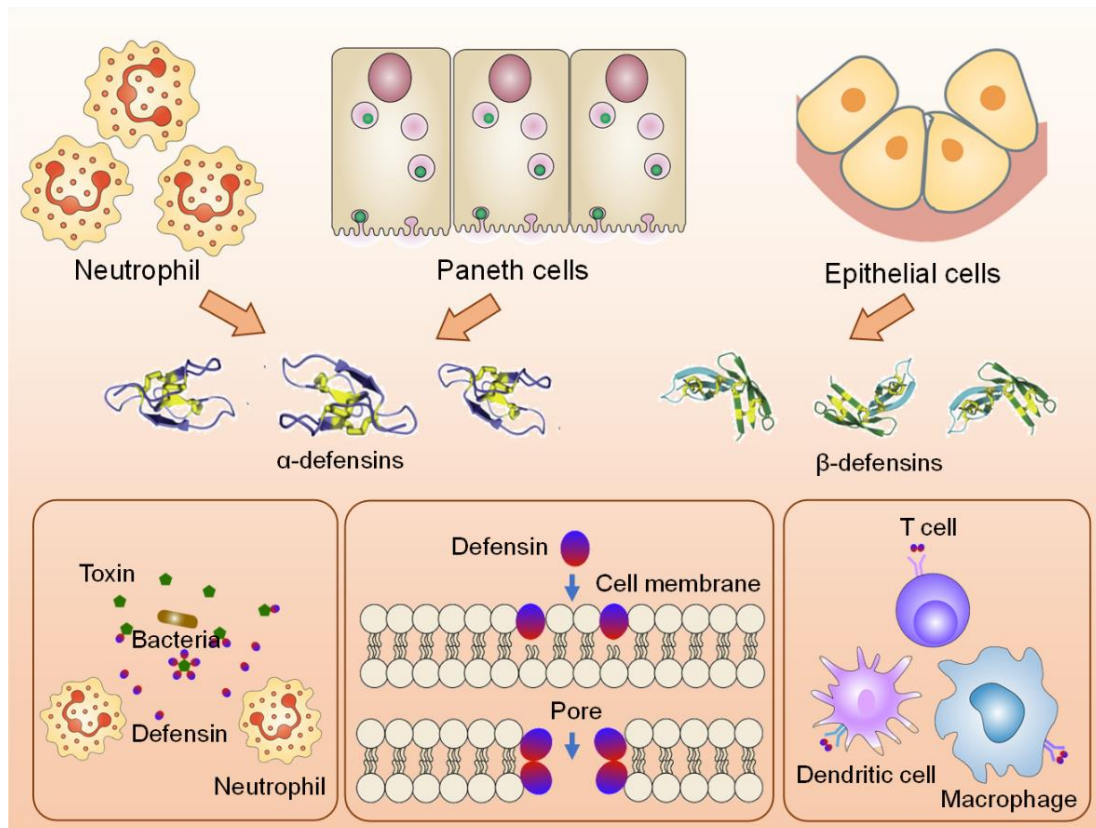 Neutrophil
Paneth cells
Epithelial cells
α-defensins
β-defensins
Toxin
Bacteria
Defensin
Neutrophil
Defensin
Cell membrane
Pore
T cell
Dendritic cell
Macrophage